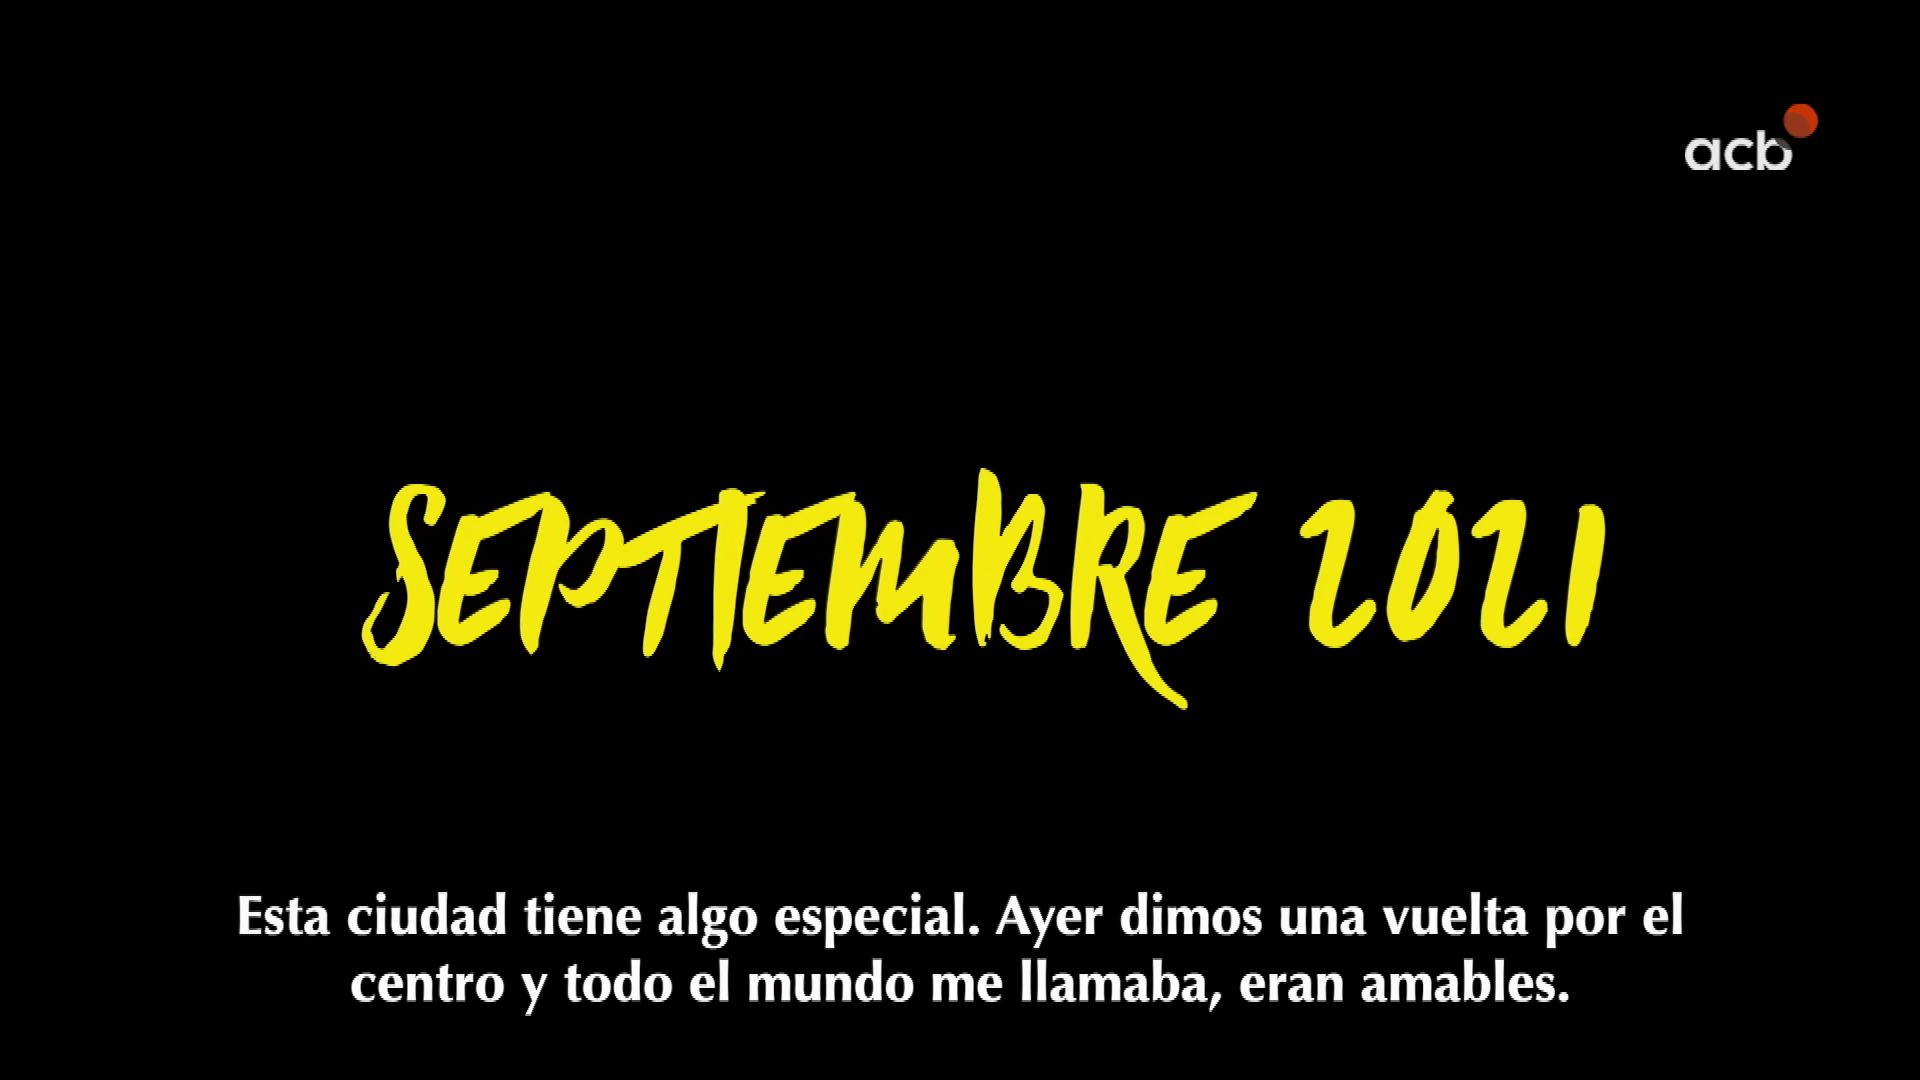 acb
SEPTIEMBRE 2021
Esta ciudad tiene algo especial. Ayer dimos una vuelta por el
centro y todo el mundo me llamaba, eran amables.